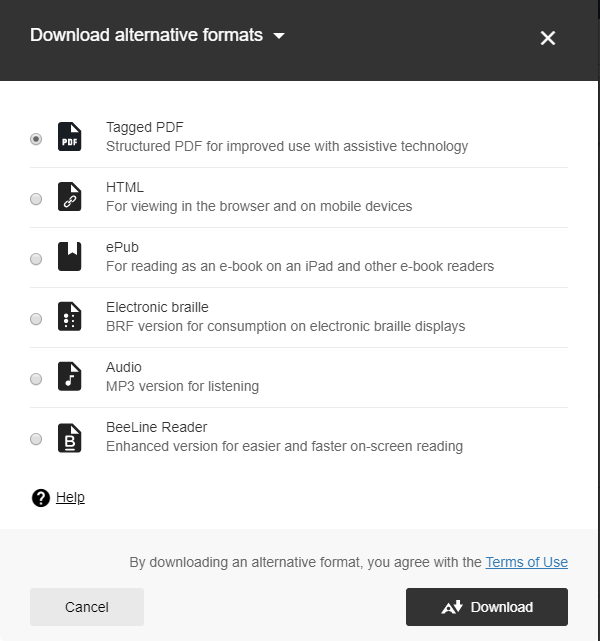 Download alternative formats
PDF
Tagged PDF
Structured PDF for improved use with assistive technology
HTML
For viewing in the browser and on mobile devices
ePub
For reading as an e-book on an iPad and other e-book readers
Electronic braille
BRF version for consumption on electronic braille displays
Audio
MP3 version for listening
B
BeeLine Reader
Enhanced version for easier and faster on-screen reading
? Help
By downloading an alternative format, you agree with the Terms of Use
Cancel
Download